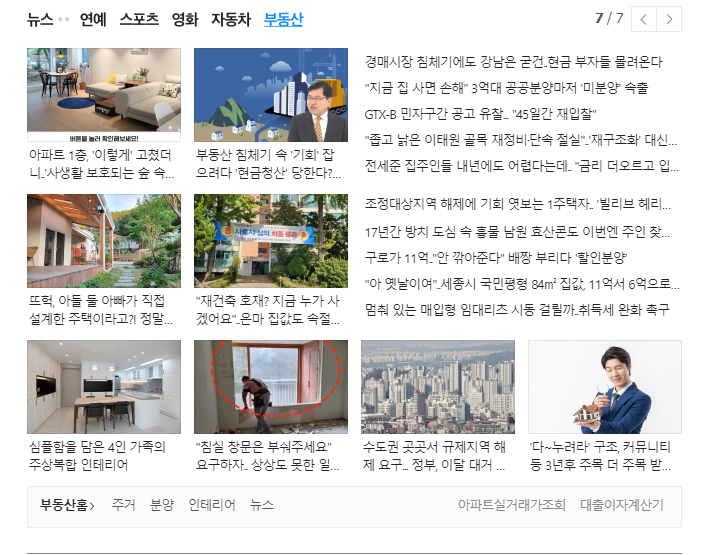 뉴스 연예 스포츠 영화 자동차 부동산
7 / 7
버튼을 눌러 확인해보세요!
아파트 1층, '이렇게' 고쳤더
니..'사생활 보호되는 숲 속...
부동산 침체기 속 '기회' 잡
으려다 '현금청산' 당한다?...
경매시장 침체기에도 강남은 굳건..현금 부자들 몰려온다
"지금 집 사면 손해" 3억대 공공분양마저 '미분양' 속출
GTX-B 민자구간 공고 유찰.. "45일간 재입찰"
"좁고 낡은 이태원 골목 재정비·단속 절실"..'재구조화' 대신...
전세준 집주인들 내년에도 어렵다는데.. "금리 더오르고 입...
뜨헉, 아들 둘 아빠가 직접
설계한 주택이라고?! 정말...
"재건축 호재? 지금 누가 사
겠어요"..은마 집값도 속절...
조정대상지역 해제에 기회 엿보는 1주택자.. '빌리브 헤리...
17년간 방치 도심 속 흉물 남원 효산콘도 이번엔 주인 찾...
구로가 11억.."안 깎아준다" 배짱 부리다 '할인분양'
"아 옛날이여"..세종시 국민평형 84㎡ 집값, 11억서 6억으로...
멈춰 있는 매입형 임대리츠 시동 걸릴까..취득세 완화 촉구
심플함을 담은 4인 가족의
주상복합 인테리어
"침실 창문은 부숴주세요"
요구하자.. 상상도 못한 일...
수도권 곳곳서 규제지역 해
제 요구... 정부, 이달 대거 ...
'다~누려라' 구조, 커뮤니티
등 3년후 주목 더 주목 받...
부동산홈 주거 분양 인테리어 뉴스
아파트실거래가조회 대출이자계산기